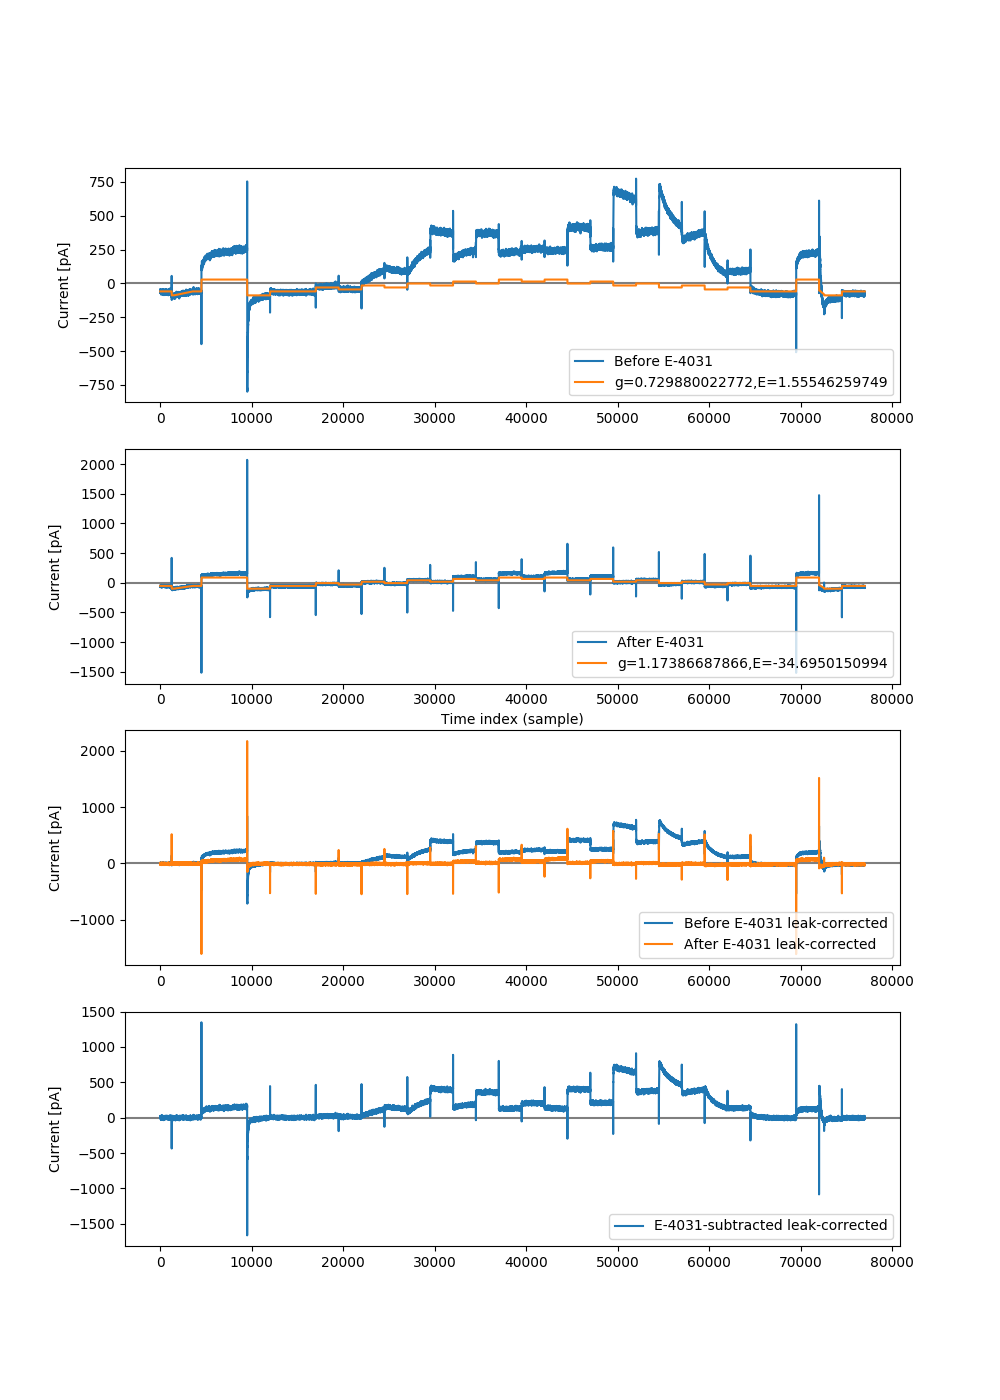 750
500
250
0
−250
−500
−750
Current [pA]
Before E-4031
g=0.729880022772,E=1.55546259749
0 10000 20000 30000 40000 50000 60000 70000 80000
2000
1500
1000
500
0
−500
−1000
−1500
Current [pA]
After E-4031
g=1.17386687866,E=-34.6950150994
0 10000 20000 30000 40000 50000 60000 70000 80000
Time index (sample)
2000
1000
0
−1000
Current [pA]
Before E-4031 leak-corrected
After E-4031 leak-corrected
0 10000 20000 30000 40000 50000 60000 70000 80000
1500
1000
500
0
−500
−1000
−1500
Current [pA]
E-4031-subtracted leak-corrected
0 10000 20000 30000 40000 50000 60000 70000 80000